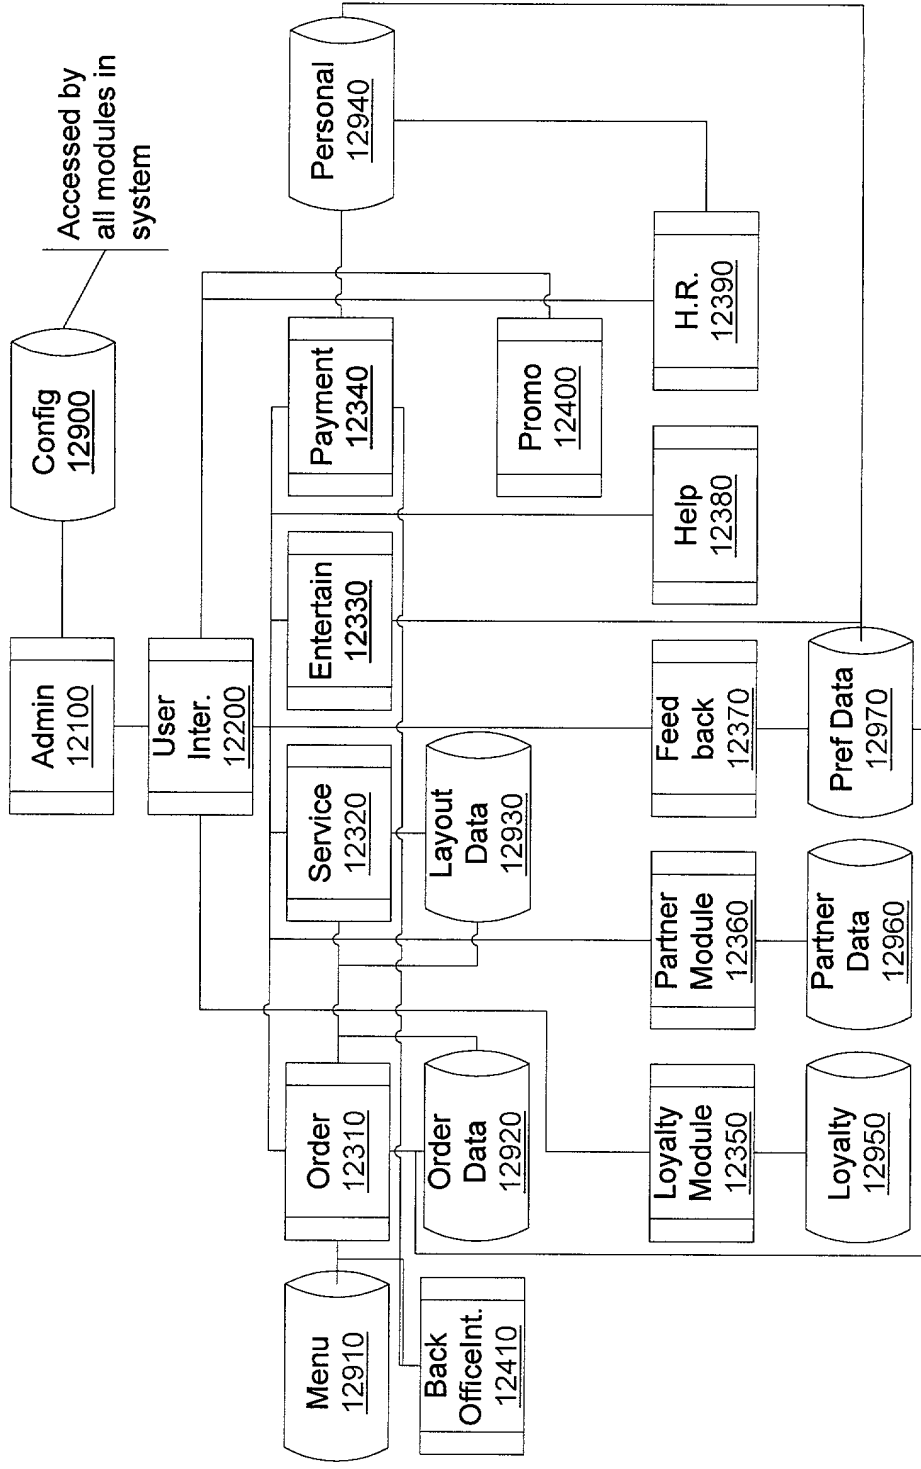 Accessed by
all modules in
system
Config
12900
Admin
12100
User
Inter.
12200
Menu
12910
Order
12310
Service
12320
Entertain
12330
Payment
12340
Personal
12940
Back
OfficeInt.
12410
Order
Data
12920
Layout
Data
12930
Promo
12400
Loyalty
Module
12350
Partner
Module
12360
Feed
back
12370
Help
12380
H.R.
12390
Loyalty
12950
Partner
Data
12960
Pref Data
12970